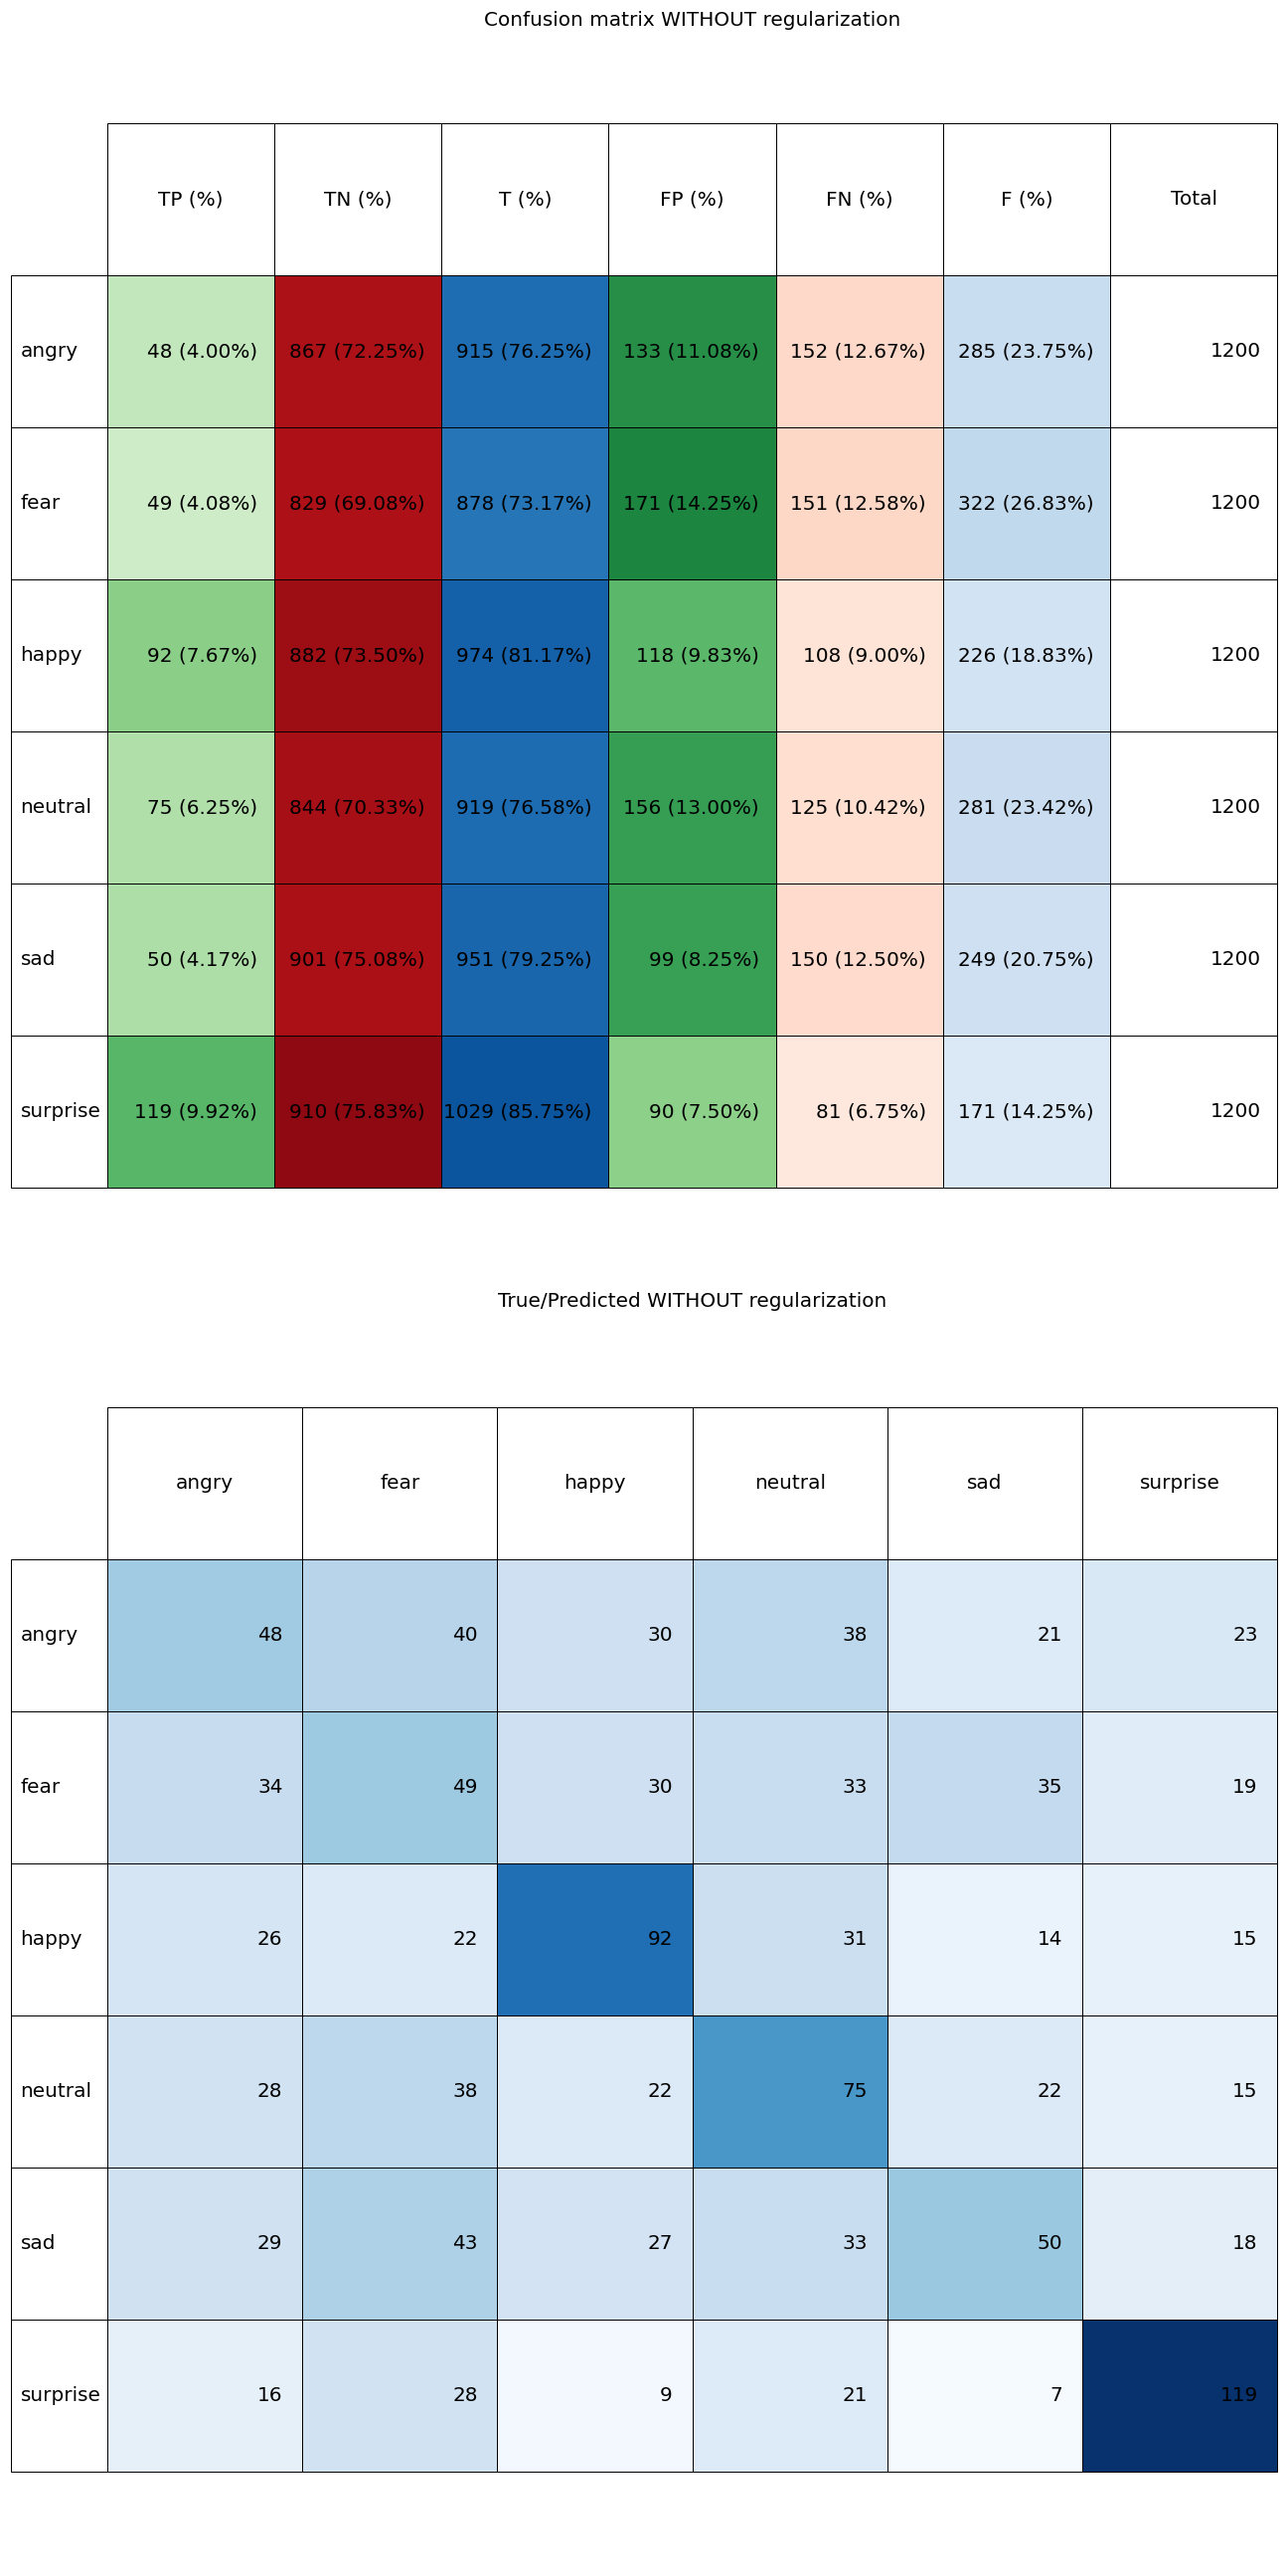 Confusion matrix WITHOUT regularization
TP (%) TN (%) T (%) FP (%) FN (%) F (%) Total
angry 48 (4.00%) 867 (72.25%) 915 (76.25%) 133 (11.08%) 152 (12.67%) 285 (23.75%) 1200
fear 49 (4.08%) 829 (69.08%) 878 (73.17%) 171 (14.25%) 151 (12.58%) 322 (26.83%) 1200
happy 92 (7.67%) 882 (73.50%) 974 (81.17%) 118 (9.83%) 108 (9.00%) 226 (18.83%) 1200
neutral 75 (6.25%) 844 (70.33%) 919 (76.58%) 156 (13.00%) 125 (10.42%) 281 (23.42%) 1200
sad 50 (4.17%) 901 (75.08%) 951 (79.25%) 99 (8.25%) 150 (12.50%) 249 (20.75%) 1200
surprise 119 (9.92%) 910 (75.83%) 1029 (85.75%) 90 (7.50%) 81 (6.75%) 171 (14.25%) 1200
True/Predicted WITHOUT regularization
angry fear happy neutral sad surprise
angry 48 40 30 38 21 23
fear 34 49 30 33 35 19
happy 26 22 92 31 14 15
neutral 28 38 22 75 22 15
sad 29 43 27 33 50 18
surprise 16 28 9 21 7 119